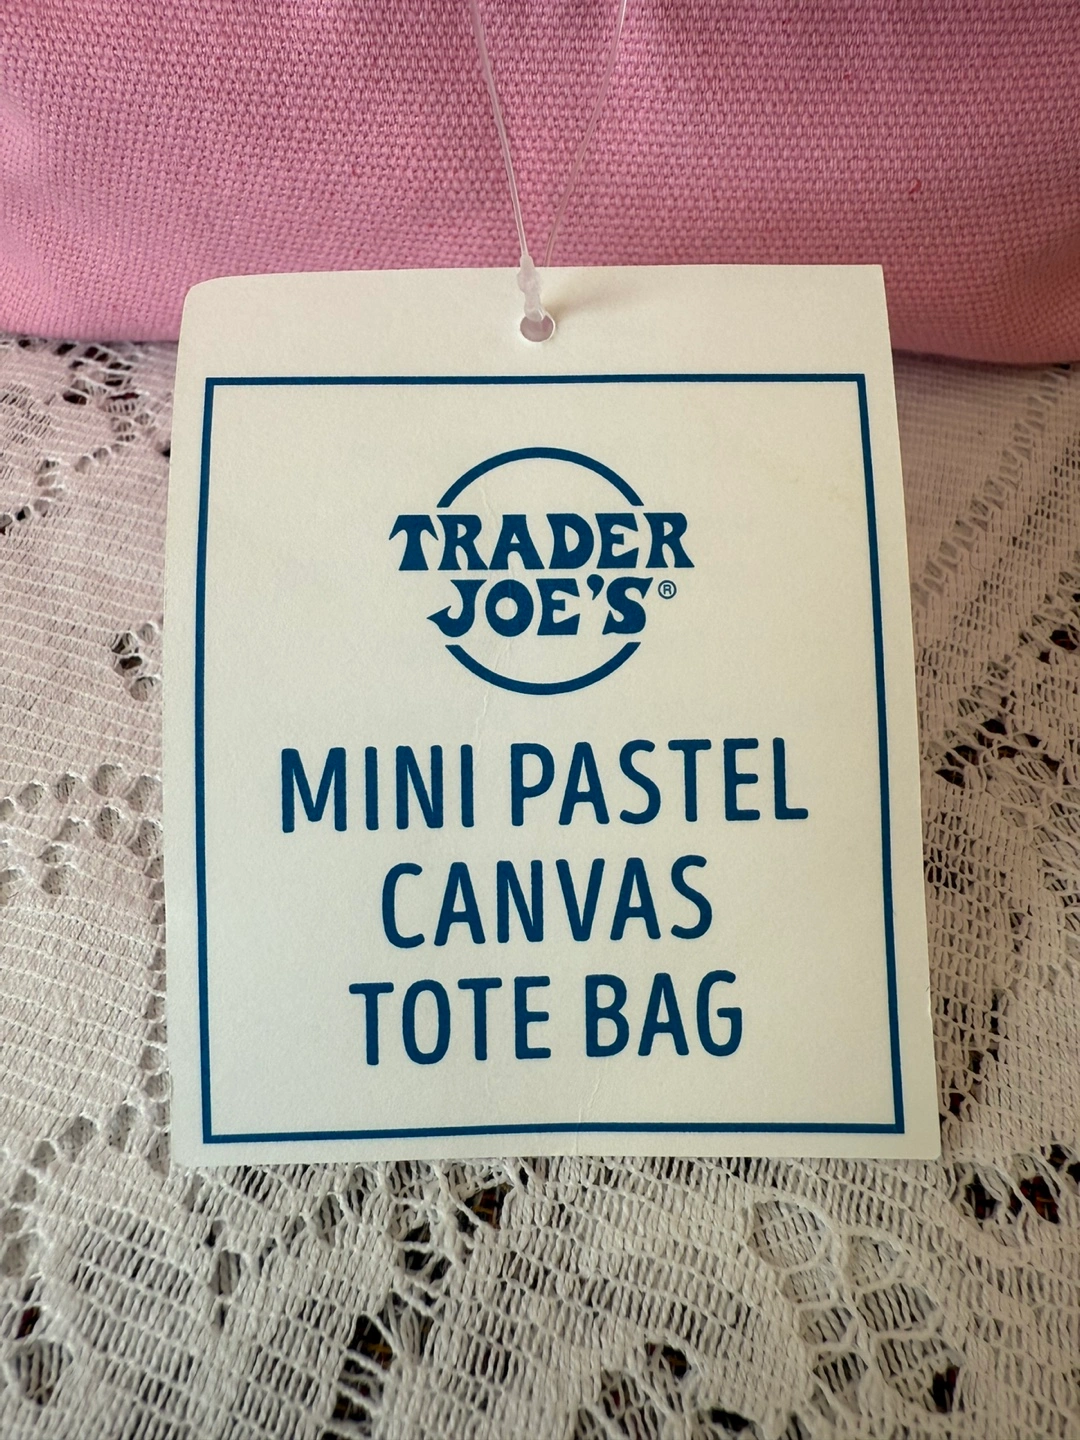 TRADER
JOE'S®
MINI PASTEL
CANVAS
TOTE BAG